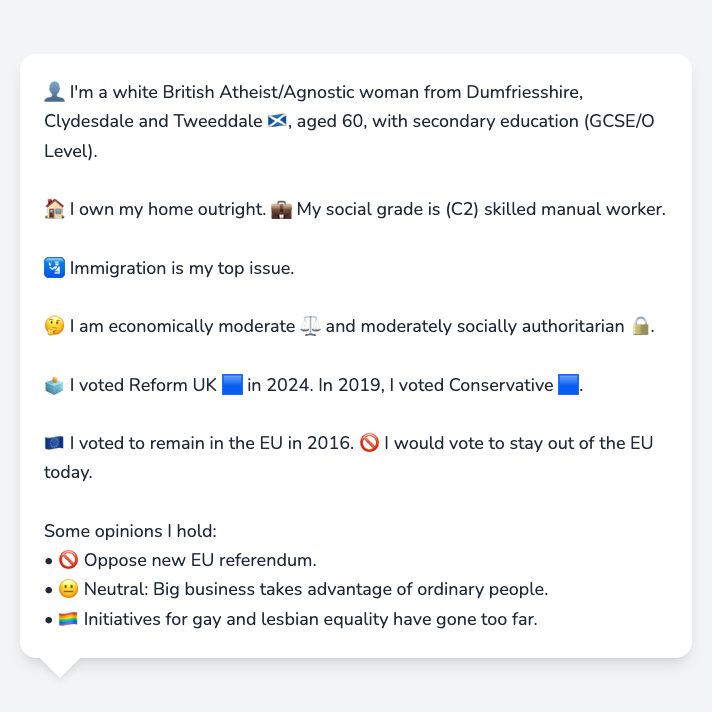 👤 I'm a white British Atheist/Agnostic woman from Dumfriesshire,
Clydesdale and Tweeddale 🏴󠁧󠁢󠁳󠁣󠁴󠁿, aged 60, with secondary education (GCSE/O
Level).
🏠 I own my home outright. 💼 My social grade is (C2) skilled manual worker.
🛂 Immigration is my top issue.
🤔 I am economically moderate ⚖️ and moderately socially authoritarian 🔒.
🗳️ I voted Reform UK 🟦 in 2024. In 2019, I voted Conservative 🟦.
🇪🇺 I voted to remain in the EU in 2016. 🚫 I would vote to stay out of the EU
today.
Some opinions I hold:
• 🚫 Oppose new EU referendum.
• 😐 Neutral: Big business takes advantage of ordinary people.
• 🏳️‍🌈 Initiatives for gay and lesbian equality have gone too far.